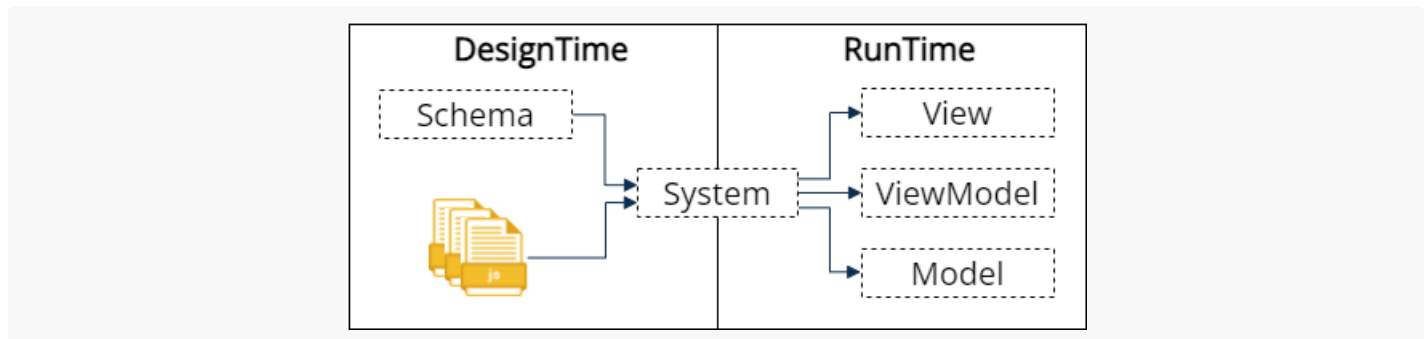 DesignTime
RunTime
Schema
View
System
ViewModel
js
Model